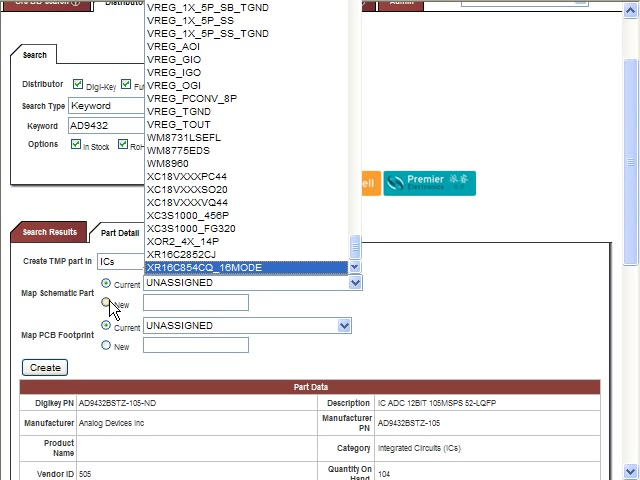 Search
Distributor
Digi-Key
Search Type
Keyword
Keyword
AD9432
Options
In Stock
VREG_1X_5P_SB_TGND
VREG_1X_5P_SS
VREG_1X_5P_SS_TGND
VREG_AOI
VREG_GIO
VREG_IGO
VREG_OGI
VREG_PCONV_8P
VREG_TGND
VREG_TOUT
WM8731LSEFL
WM8775EDS
WM8960
XC18VXXXPC44
XC18VXXXSO20
XC18VXXXVQ44
XC3S1000_456P
XC3S1000_FG320
XOR2_4X_14P
XR16C2852CJ
XR16C854CQ_16MODE
ell
Premier
Electronics
Search Results
Part Detail
Create TMP part in
ICs
Map Schematic Part
Current
UNASSIGNED
New
Map PCB Footprint
Current
UNASSIGNED
New
Create
Part Data
Digikey PN
AD9432BSTZ-105-ND
Description
IC ADC 12BIT 105MSPS 52-LQFP
Manufacturer
Analog Devices Inc
Manufacturer
PN
AD9432BSTZ-105
Product
Name
Category
Integrated Circuits (ICs)
Vendor ID
505
Quantity On
Hand
104